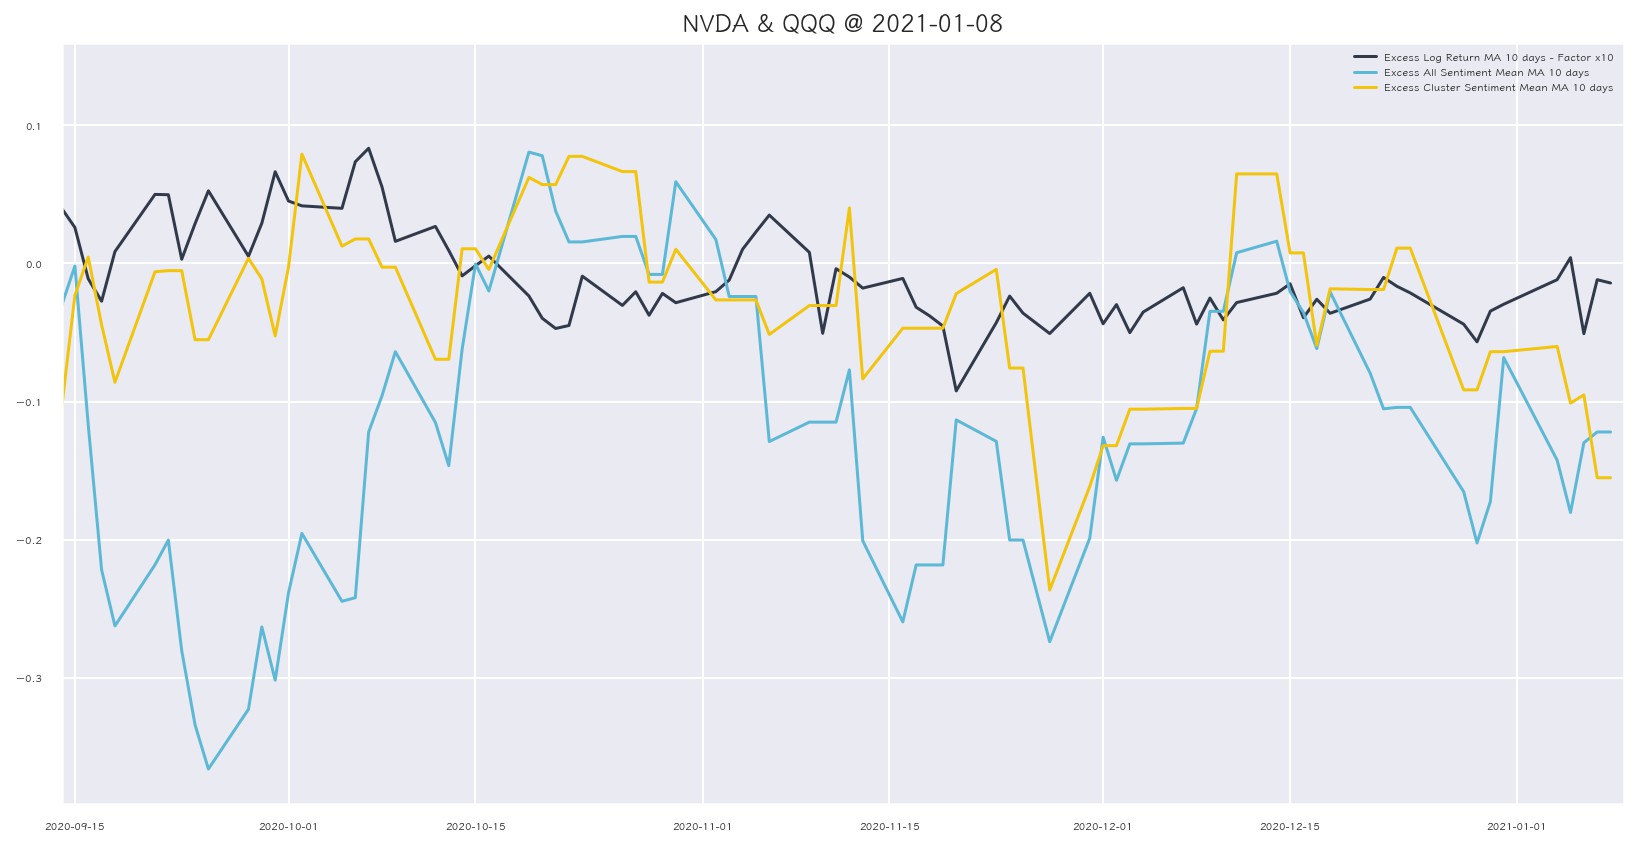 NVDA & QQQ @ 2021-01-08
Excess Log Return MA 10 days - Factor x10
Excess All Sentiment Mean MA 10 days
Excess Cluster Sentiment Mean MA 10 days
0.1
0.0
−0.1
−0.2
−0.3
2020-09-15 2020-10-01 2020-10-15 2020-11-01 2020-11-15 2020-12-01 2020-12-15 2021-01-01